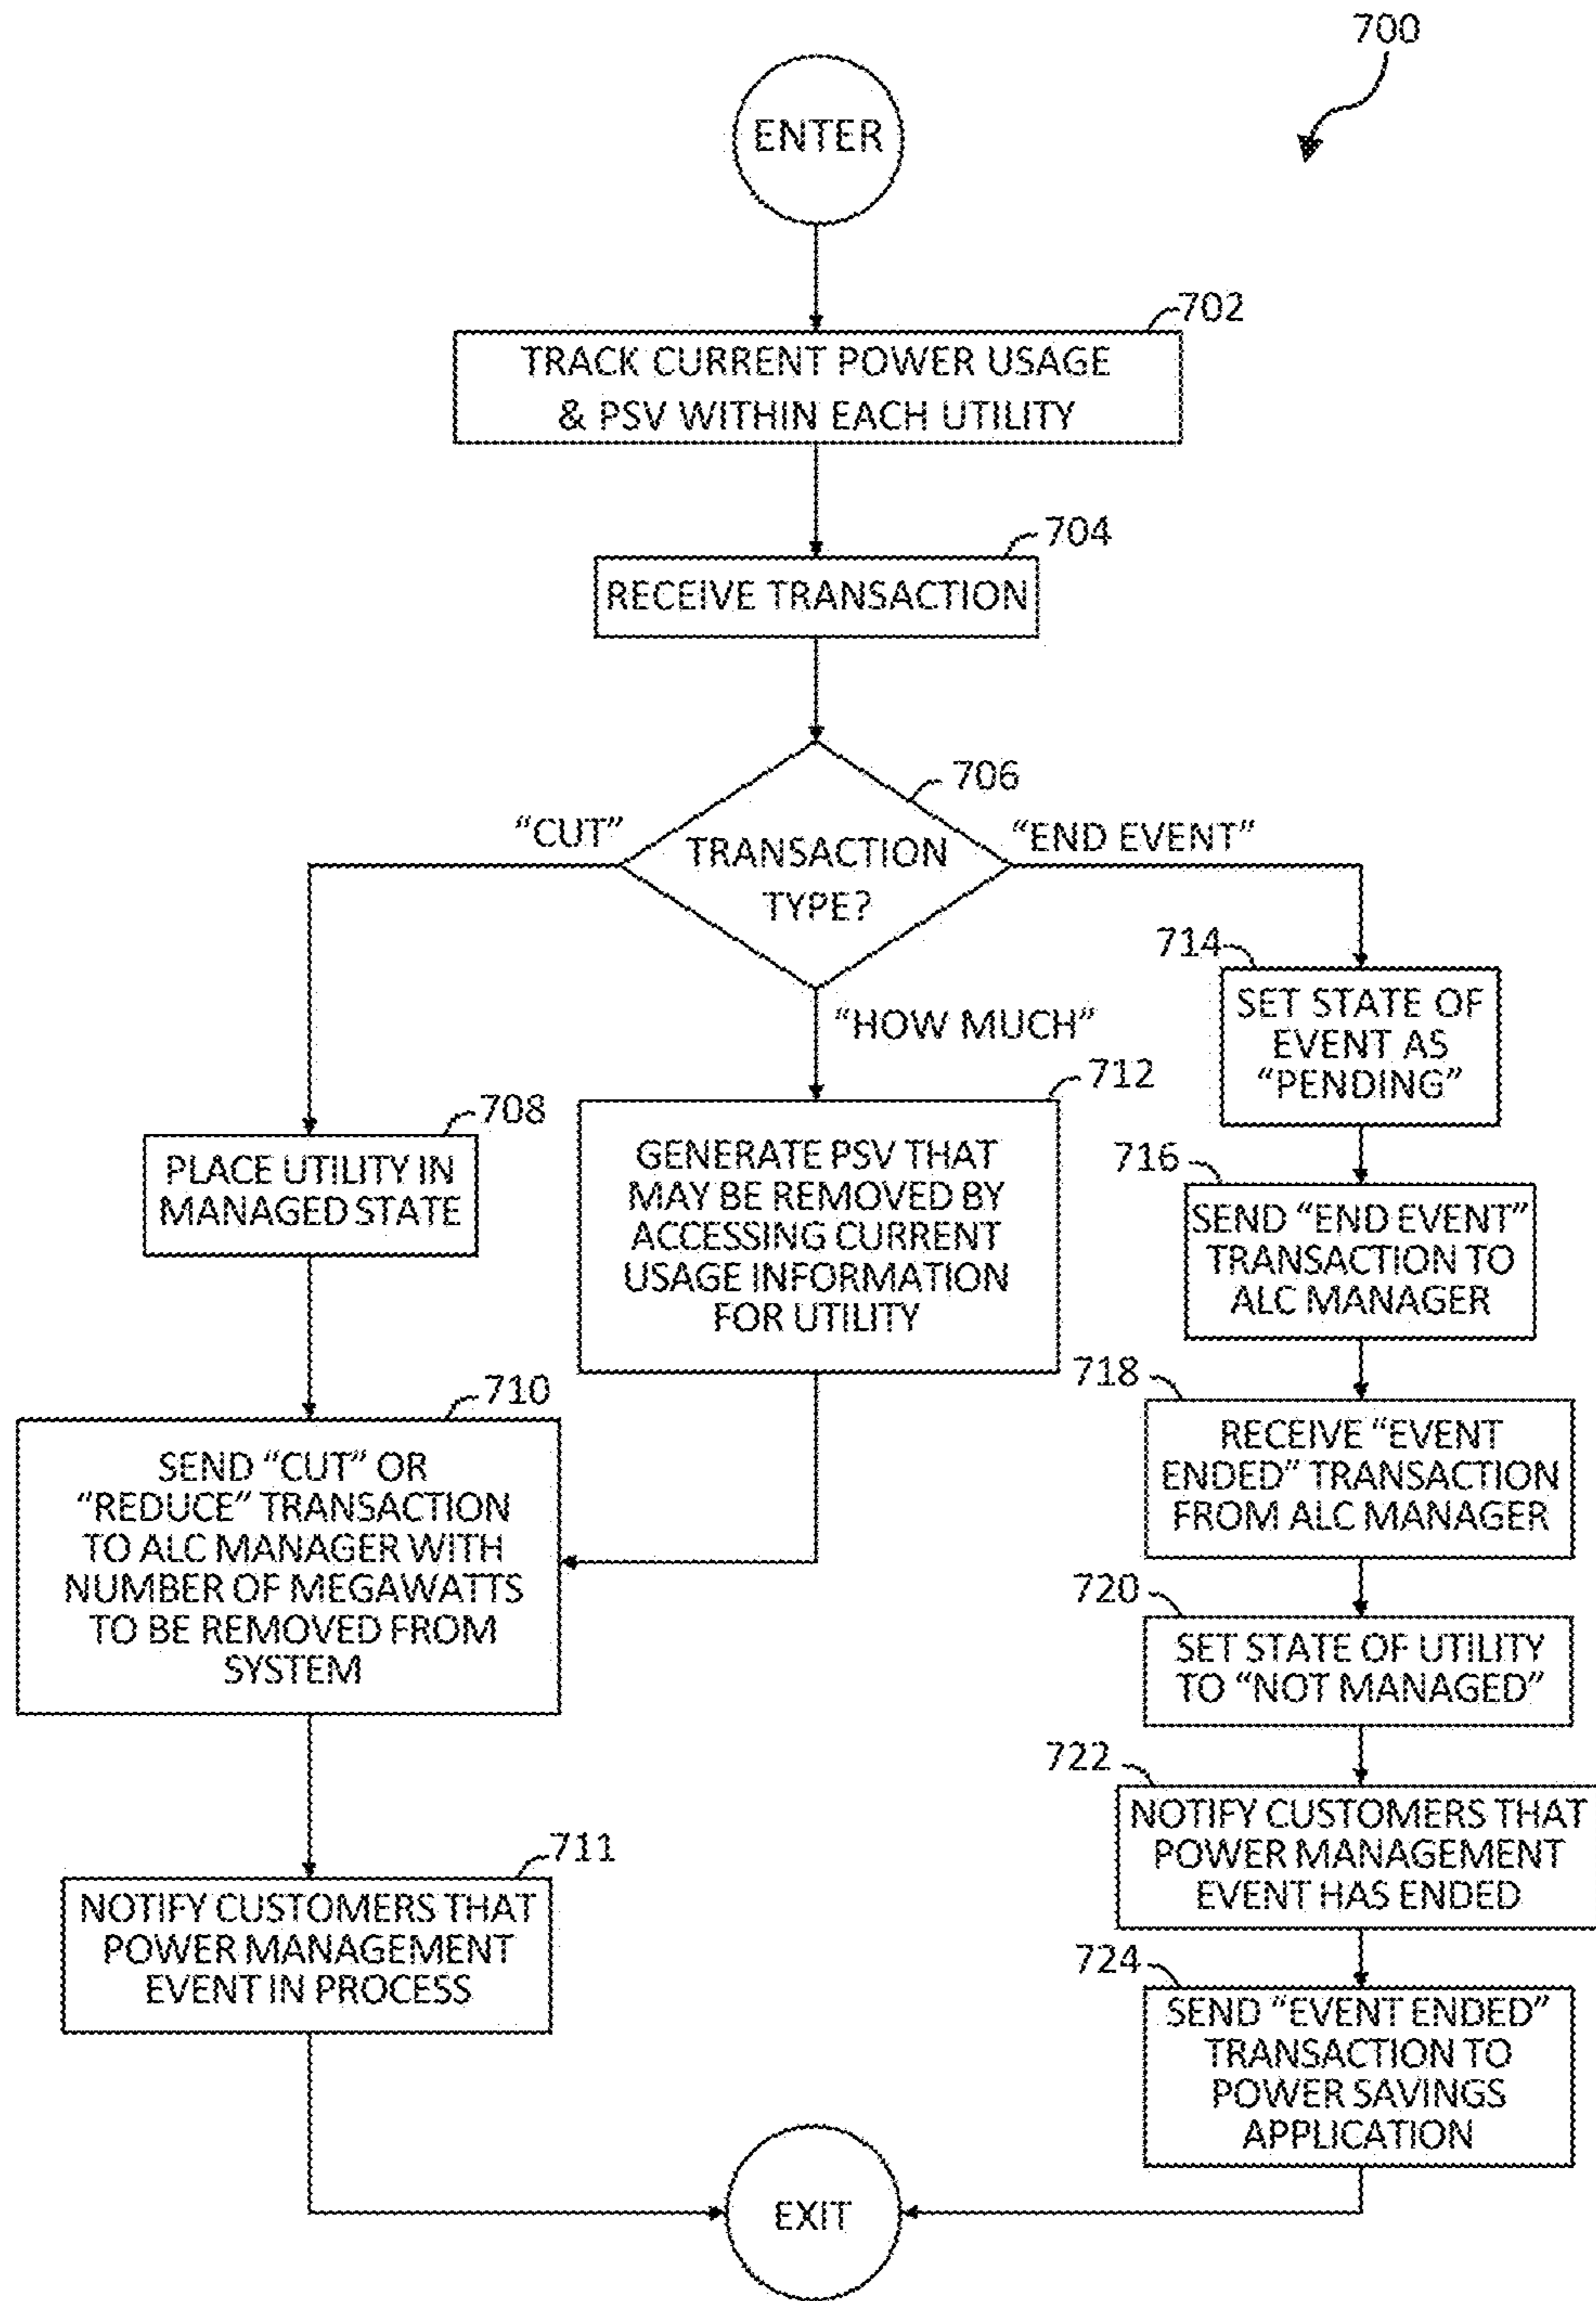 700
ENTER
702
TRACK CURRENT POWER USAGE
& PSV WITHIN EACH UTILITY
704
RECEIVE TRANSACTION
706
"CUT"
"END EVENT"
TRANSACTION
TYPE?
"HOW MUCH"
708
PLACE UTILITY IN
MANAGED STATE
712
GENERATE PSV THAT
MAY BE REMOVED BY
ACCESSING CURRENT
USAGE INFORMATION
FOR UTILITY
710
SEND "CUT" OR
"REDUCE" TRANSACTION
TO ALC MANAGER WITH
NUMBER OF MEGAWATTS
TO BE REMOVED FROM
SYSTEM
711
NOTIFY CUSTOMERS THAT
POWER MANAGEMENT
EVENT IN PROCESS
714
SET STATE OF
EVENT AS
"PENDING"
716
SEND "END EVENT"
TRANSACTION TO
ALC MANAGER
718
RECEIVE "EVENT
ENDED" TRANSACTION
FROM ALC MANAGER
720
SET STATE OF UTILITY
TO "NOT MANAGED"
722
NOTIFY CUSTOMERS THAT
POWER MANAGEMENT
EVENT HAS ENDED
724
SEND "EVENT ENDED"
TRANSACTION TO
POWER SAVINGS
APPLICATION
EXIT